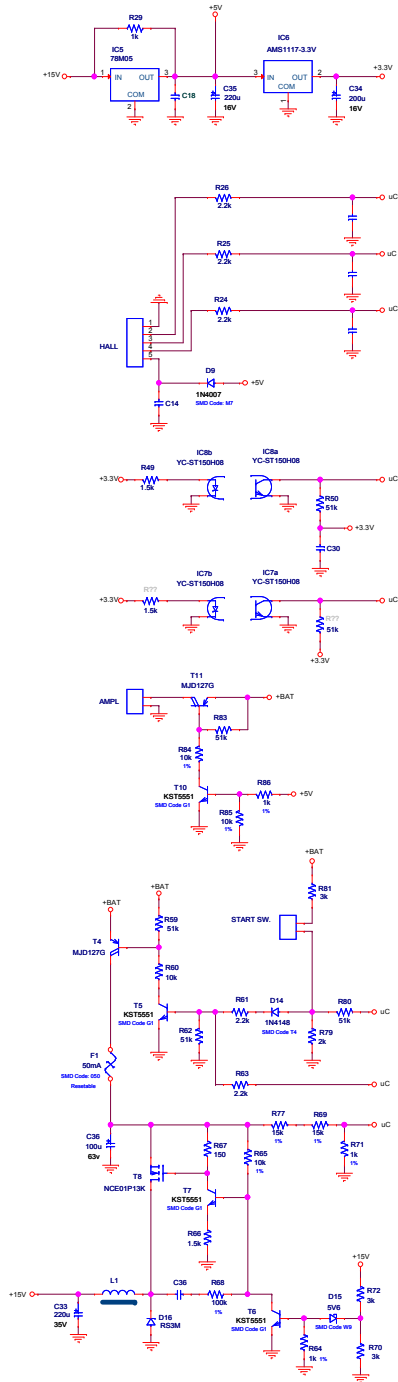 +5V
R29
1k
IC5
78M05
IC6
AMS1117-3.3V
+15V
1
IN
OUT
3
COM
2
C18
C35
220u
16V
3
IN
OUT
2
COM
1
+3.3V
C34
200u
16V
R26
2.2k
uC
R25
2.2k
uC
R24
2.2k
uC
HALL
1
2
3
4
5
D9
1N4007
SMD Code: M7
+5V
C14
IC8b
YC-ST150H08
IC8a
YC-ST150H08
+3.3V
R49
1.5k
uC
R50
51k
+3.3V
C30
IC7b
YC-ST150H08
IC7a
YC-ST150H08
+3.3V
R??
1.5k
uC
R??
51k
+3.3V
T11
MJD127G
AMPL
+BAT
R83
51k
R84
10k
1%
T10
KST5551
SMD Code G1
R86
1k
1%
+5V
R85
10k
1%
+BAT
R81
3k
START SW.
+BAT
+BAT
T4
MJD127G
R59
51k
R60
10k
T5
KST5551
SMD Code G1
R62
51k
R61
2.2k
D14
1N4148
SMD Code T4
R80
51k
uC
R79
2k
F1
50mA
SMD Code: 050
Resetable
R63
2.2k
uC
C36
100u
63v
R77
15k
1%
R69
15k
1%
uC
R71
1k
1%
R67
150
R65
10k
1%
T8
NCE01P13K
T7
KST5551
SMD Code G1
R66
1.5k
+15V
L1
C33
220u
35V
C36
R68
100k
1%
D16
RS3M
T6
KST5551
SMD Code G1
D15
5V6
SMD Code W9
R64
1k 1%
+15V
R72
3k
R70
3k